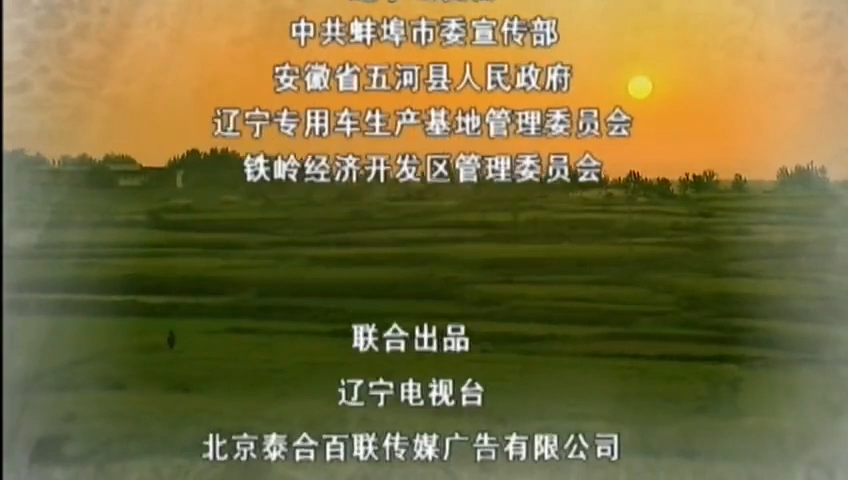 中共蚌埠市委宣传部
安徽省五河县人民政府
辽宁专用车生产基地管理委员会
铁岭经济开发区管理委员会
联合出品
辽宁电视台
北京泰合百联传媒广告有限公司